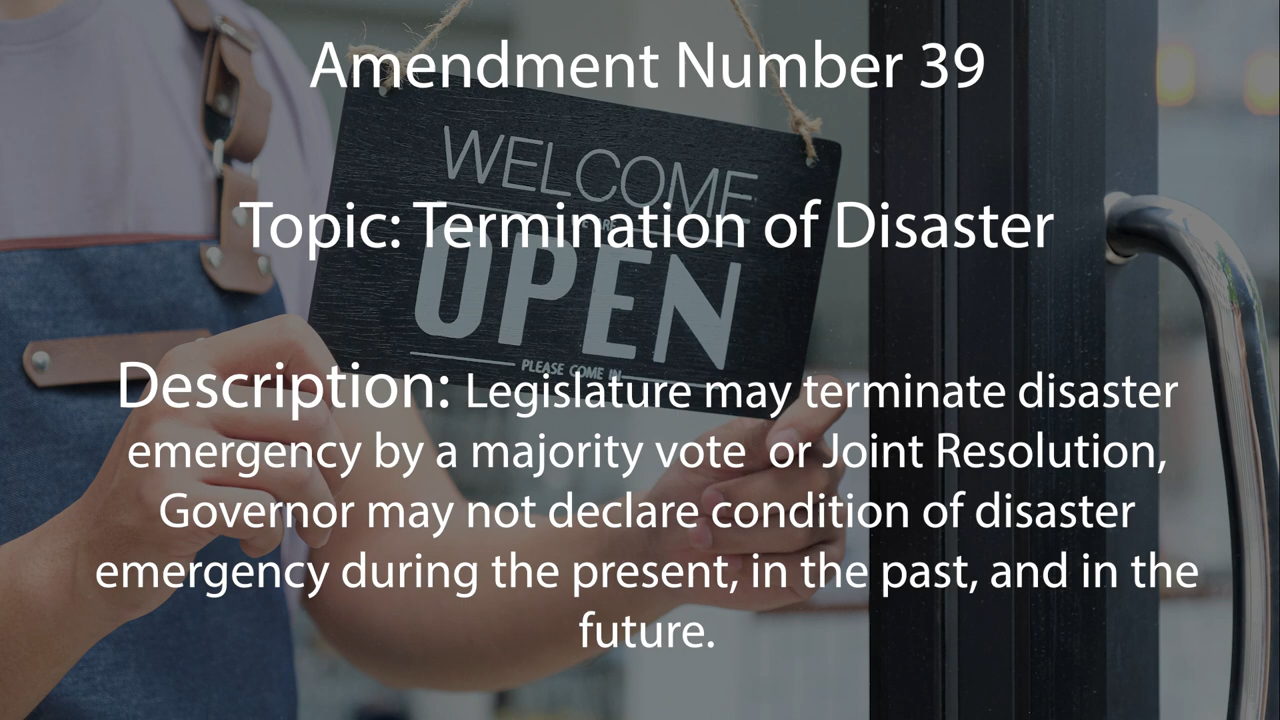 Amendment Number 39
WELCOME
Topic: Termination of Disaster
OPEN
PLEASE COME IN
Description: Legislature may terminate disaster
emergency by a majority vote  or Joint Resolution,
Governor may not declare condition of disaster
emergency during the present, in the past, and in the
future.